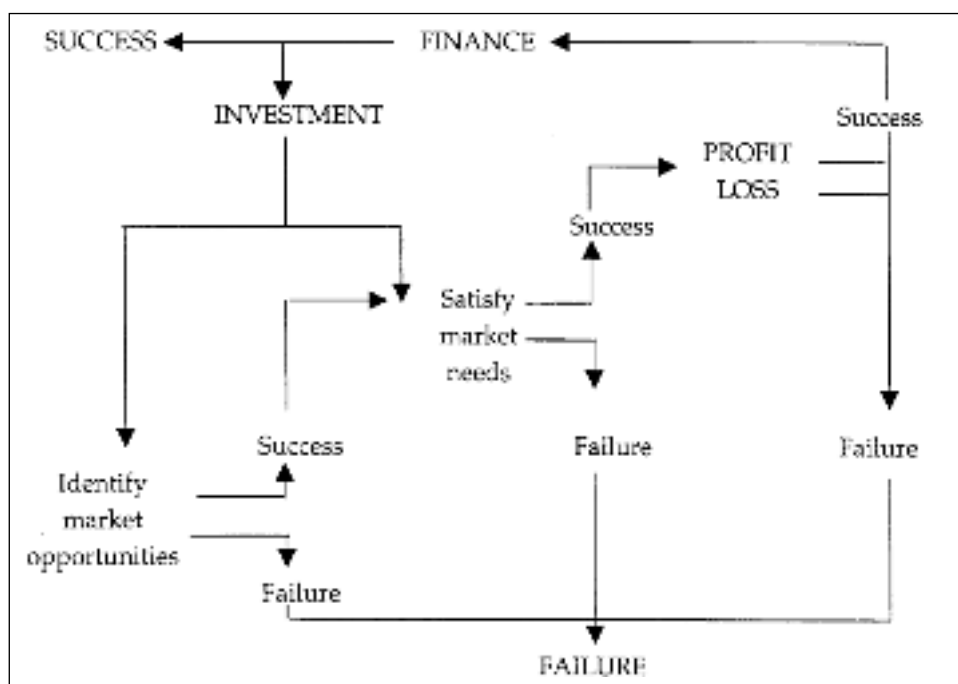 SUCCESS
FINANCE
INVESTMENT
Success
PROFIT
LOSS
Success
Satisfy
market
needs
Success
Failure
Failure
Identify
market
opportunities
Failure
FAILURE